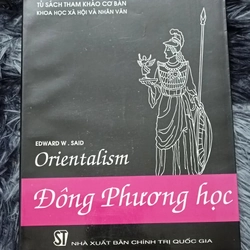 TỦ SÁCH THAM KHẢO CƠ BẢN
KHOA HỌC XÃ HỘI VÀ NHÂN VĂN
EDWARD W. SAID
Orientalism
Đông Phương học
ST NHÀ XUẤT BẢN CHÍNH TRỊ QUỐC GIA